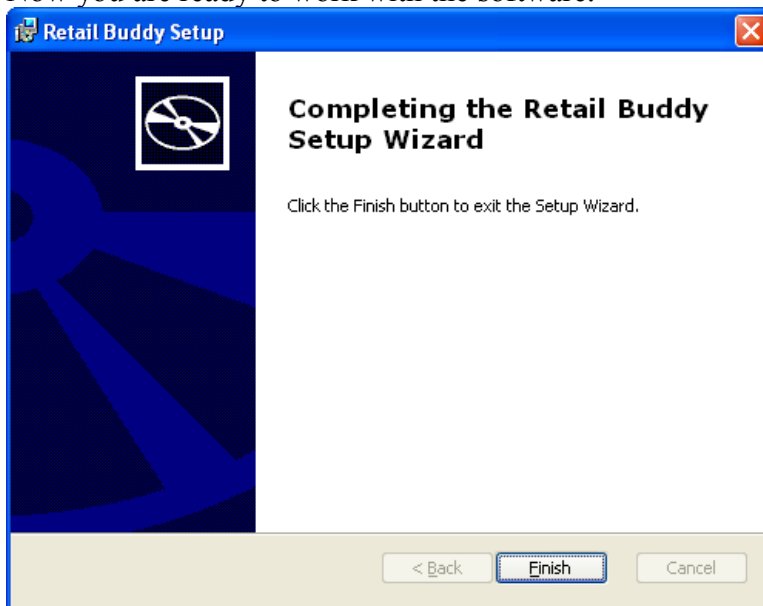 Now you are ready to work with the software.
Retail Buddy Setup
Completing the Retail Buddy
Setup Wizard
Click the Finish button to exit the Setup Wizard.
< Back
Finish
Cancel